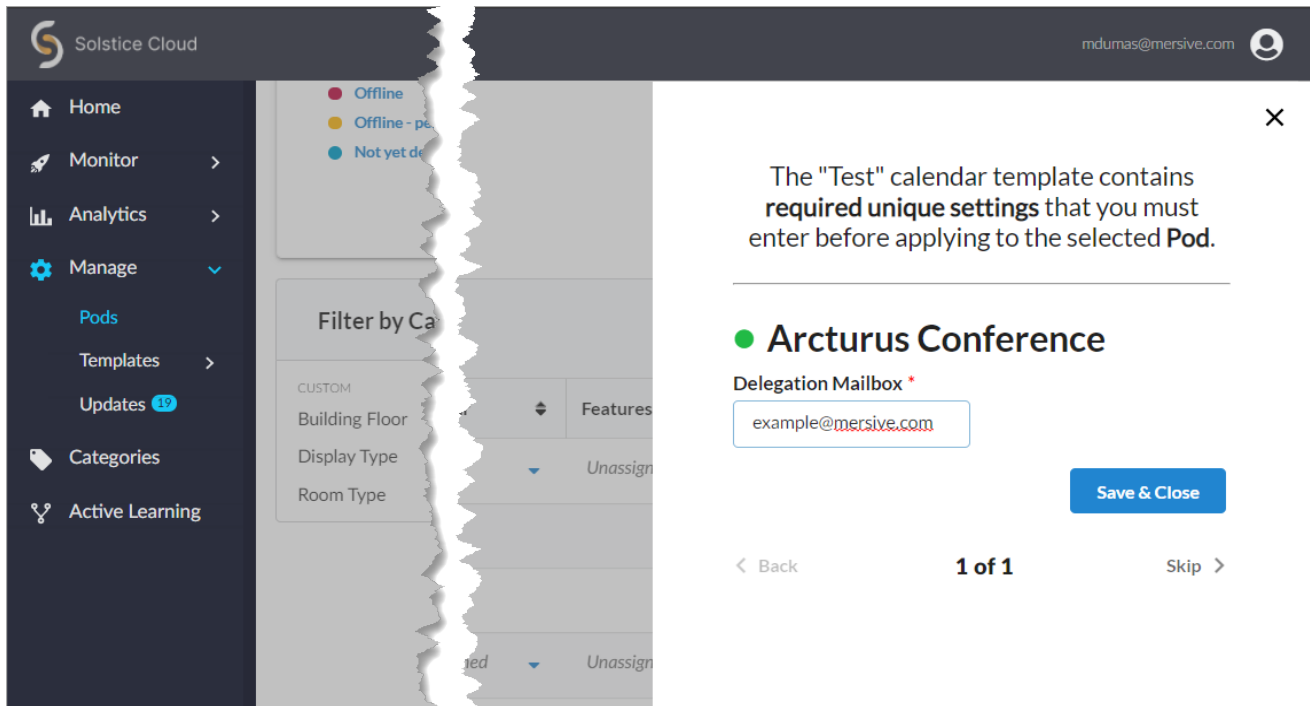 Solstice Cloud
mdumas@mersive.com
Home
Monitor
Analytics
Manage
Pods
Templates
Updates 19
Categories
Active Learning
Offline
Offline - pe
Not yet de
Filter by Ca
CUSTOM
Building Floor
Display Type
Room Type
Features
Unassign
ned
Unassign
The "Test" calendar template contains
required unique settings that you must
enter before applying to the selected Pod.
Arcturus Conference
Delegation Mailbox *
example@mersive.com
Save & Close
Back
1 of 1
Skip